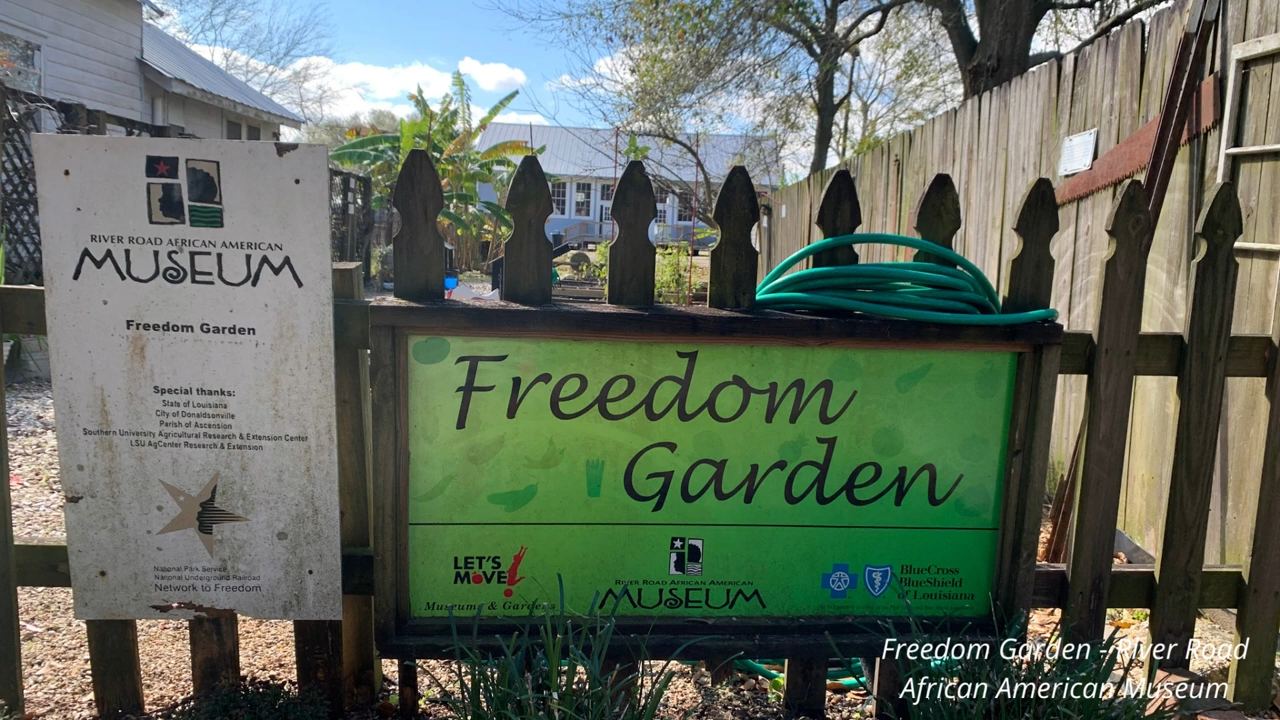 RIVER ROAD AFRICAN AMERICAN
MUSEUM
Freedom Garden
Special thanks:
State of Louisiana
City of Donaldsonville
Parish of Ascension
Southern University Agricultural Research & Extension Center
LSU AgCenter Research & Extension
National Park Service
National Underground Railroad
Network to Freedom
Freedom
Garden
LET'S
MOVE!
Museums & Gardens
RIVER ROAD AFRICAN AMERICAN
MUSEUM
BlueCross
BlueShield
of Louisiana
Freedom Garden - River Road
African American Museum